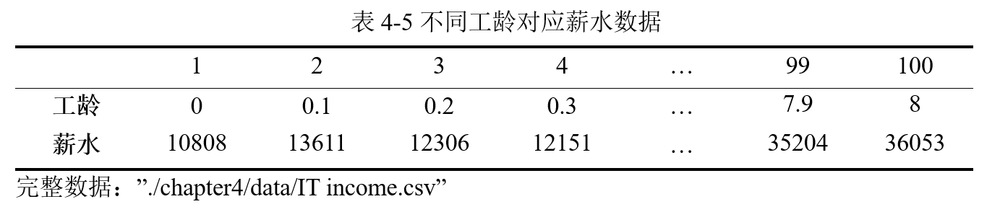 表 4-5 不同工龄对应薪水数据
1 2 3 4 … 99 100
工龄 0 0.1 0.2 0.3 … 7.9 8
薪水 10808 13611 12306 12151 … 35204 36053
完整数据：”./chapter4/data/IT income.csv”